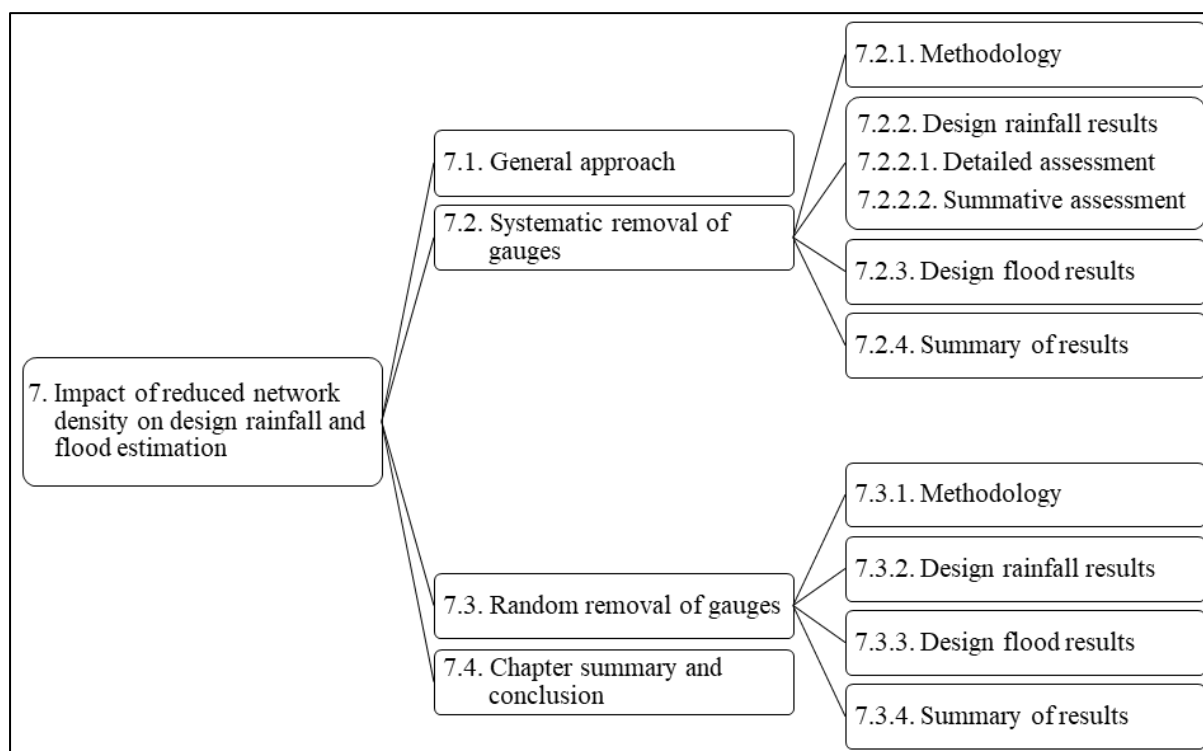 7. Impact of reduced network
density on design rainfall and
flood estimation
7.1. General approach
7.2. Systematic removal of
gauges
7.2.1. Methodology
7.2.2. Design rainfall results
7.2.2.1. Detailed assessment
7.2.2.2. Summative assessment
7.2.3. Design flood results
7.2.4. Summary of results
7.3. Random removal of gauges
7.3.1. Methodology
7.3.2. Design rainfall results
7.3.3. Design flood results
7.3.4. Summary of results
7.4. Chapter summary and
conclusion